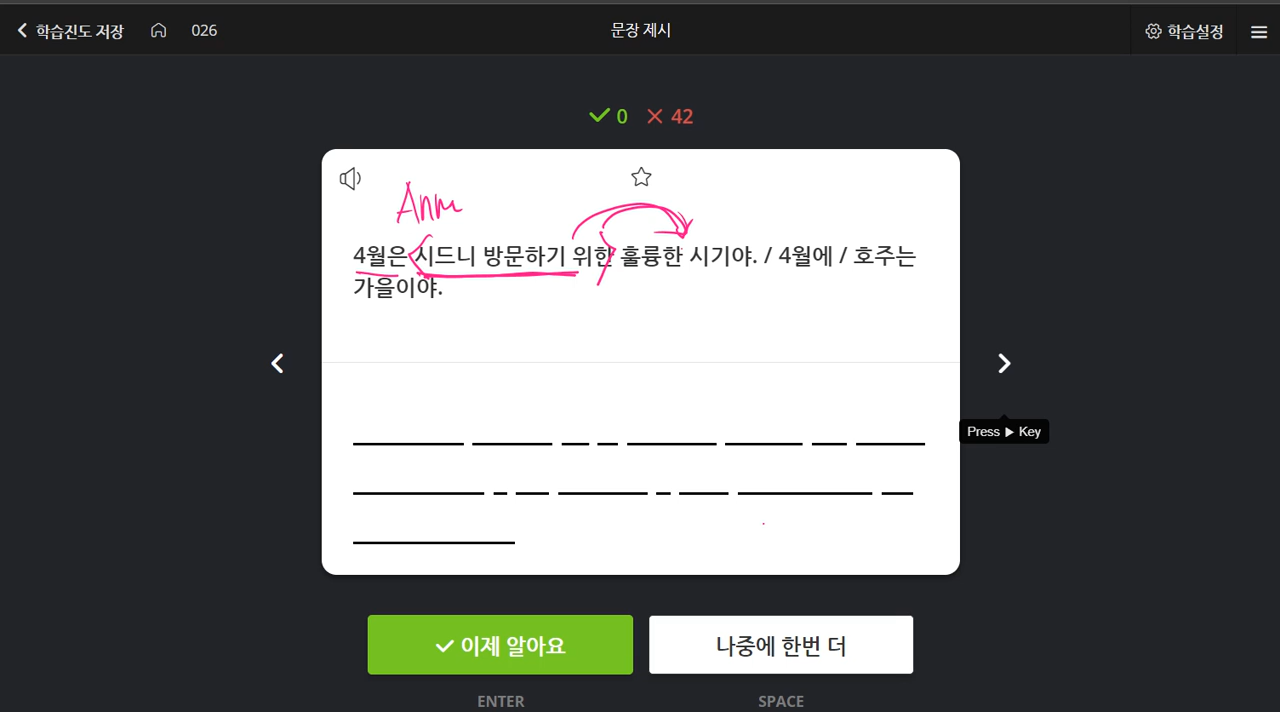 학습진도 저장 026 문장 제시 학습설정
0 42
4월은 시드니 방문하기 위한 훌륭한 시기야. / 4월에 / 호주는
가을이야.
Press ▶ Key
이제 알아요 나중에 한번 더
ENTER SPACE